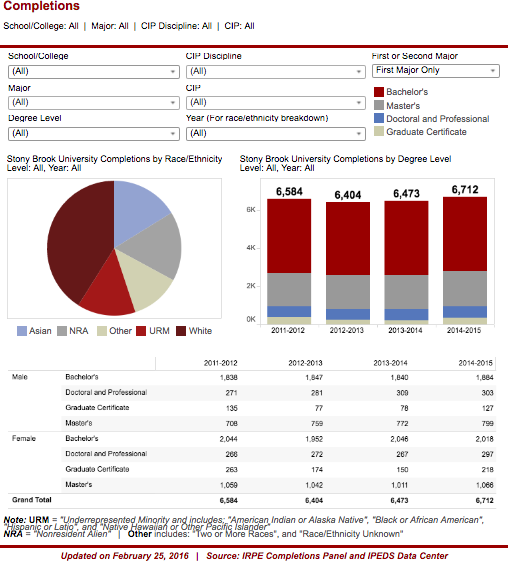 Completions
School/College: All | Major: All | CIP Discipline: All | CIP: All
School/College
CIP Discipline
First or Second Major
(All)
(All)
First Major Only
Major
CIP
(All)
(All)
Degree Level
Year (For race/ethnicity breakdown)
(All)
(All)
Bachelor's
Master's
Doctoral and Professional
Graduate Certificate
Stony Brook University Completions by Race/Ethnicity
Level: All, Year: All
Asian NRA Other URM White
Stony Brook University Completions by Degree Level
Level: All, Year: All
6,584 6,404 6,473 6,712
6K
4K
2K
0K
2011-2012 2012-2013 2013-2014 2014-2015
2011-2012 2012-2013 2013-2014 2014-2015
Male Bachelor's 1,838 1,847 1,840 1,884
Doctoral and Professional 271 281 309 303
Graduate Certificate 135 77 78 127
Master's 708 759 772 799
Female Bachelor's 2,044 1,952 2,046 2,018
Doctoral and Professional 266 272 267 297
Graduate Certificate 263 174 150 218
Master's 1,059 1,042 1,011 1,066
Grand Total 6,584 6,404 6,473 6,712
Note: URM = "Underrepresented Minority and includes: "American Indian or Alaska Native", "Black or African American",
"Hispanic or Latio", and "Native Hawaiian or Other Pacific Islander"
NRA = "Nonresident Alien" | Other includes: "Two or More Races", and "Race/Ethnicity Unknown"
Updated on February 25, 2016 | Source: IRPE Completions Panel and IPEDS Data Center